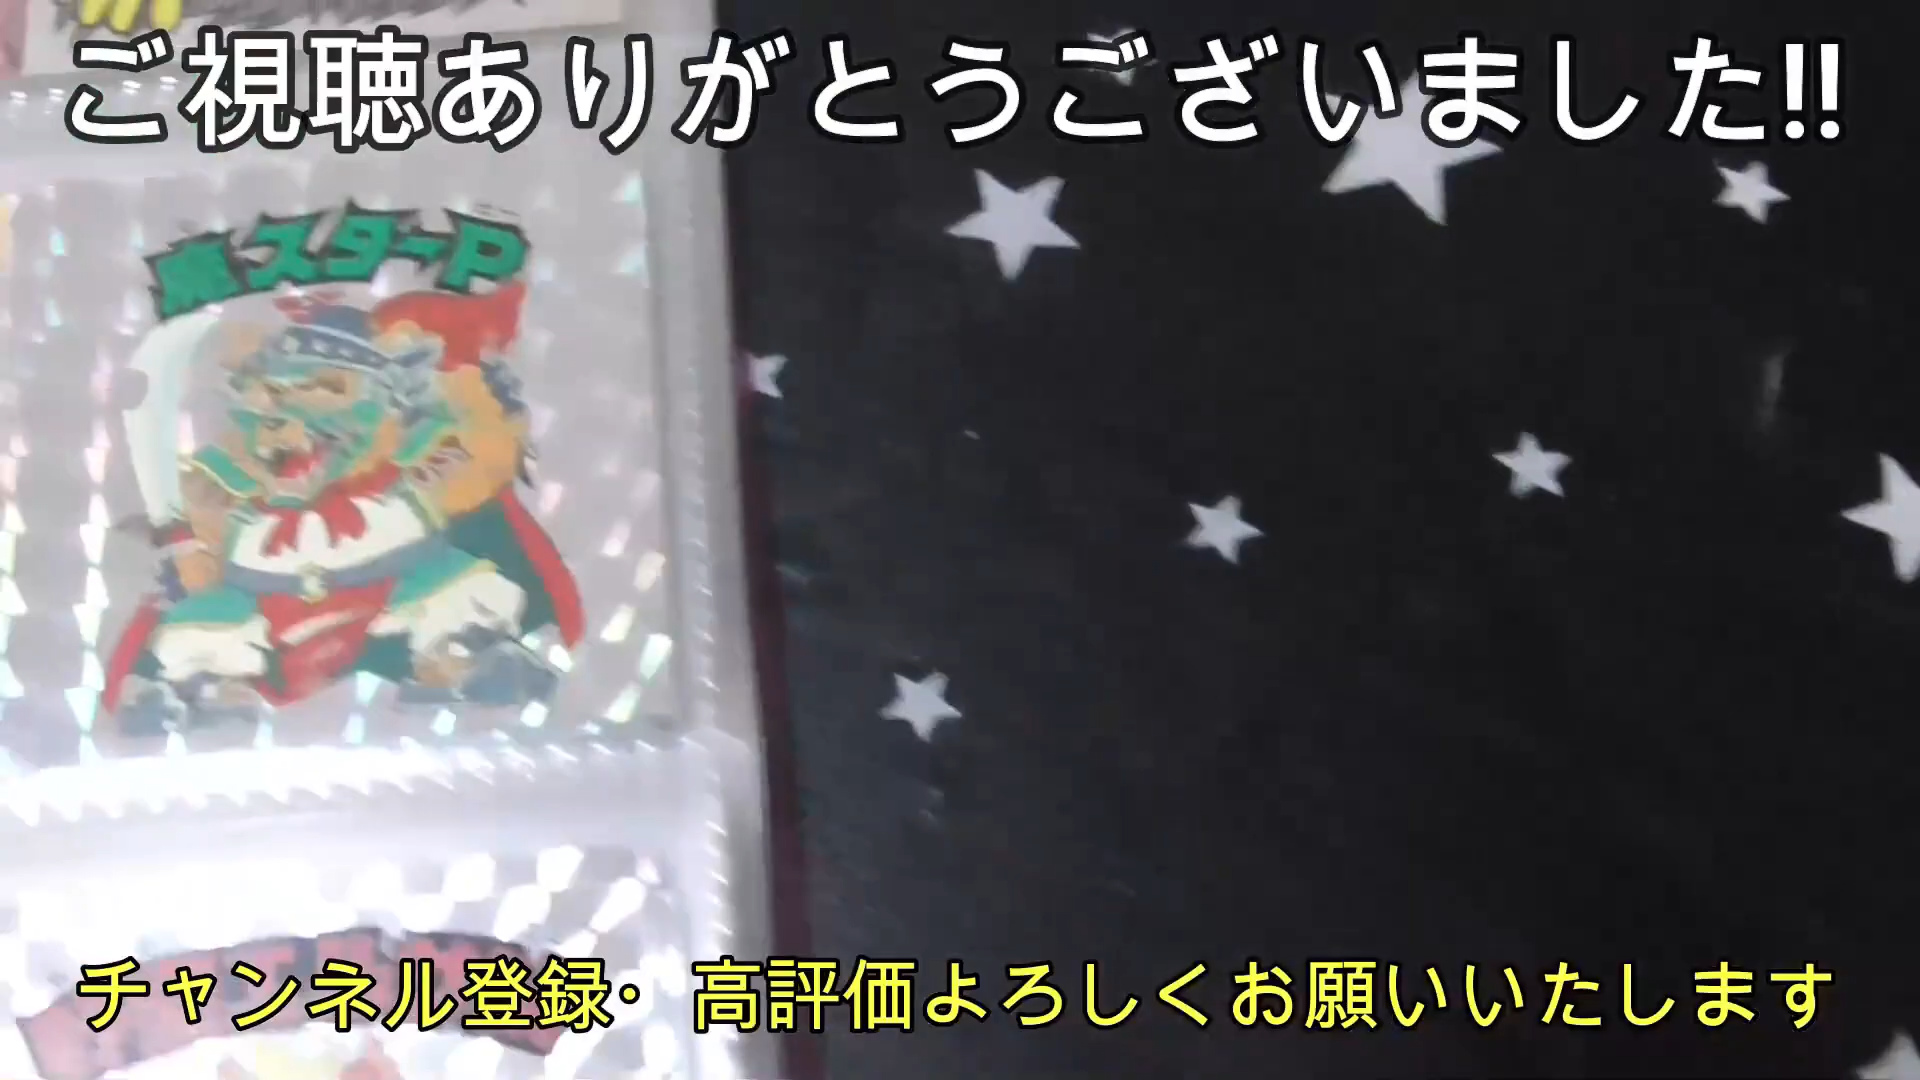 ご視聴ありがとうございました!!
黒スターP
チャンネル登録・高評価よろしくお願いいたします